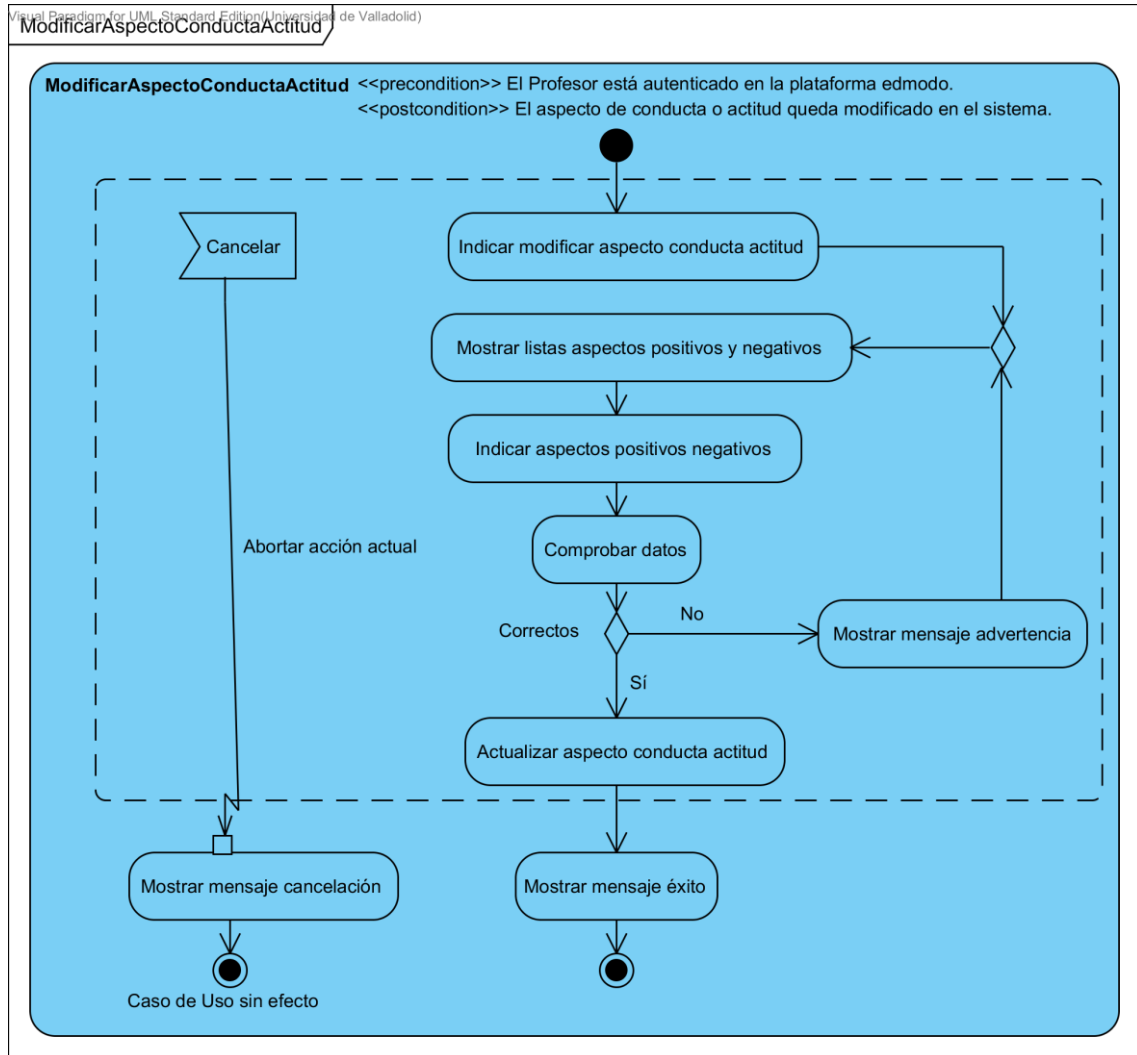 Visual Paradigm for UML Standard Edition(Universidad de Valladolid)
ModificarAspectoConductaActitud
ModificarAspectoConductaActitud <<precondition>> El Profesor está autenticado en la plataforma edmodo.
<<postcondition>> El aspecto de conducta o actitud queda modificado en el sistema.
Cancelar
Indicar modificar aspecto conducta actitud
Mostrar listas aspectos positivos y negativos
Indicar aspectos positivos negativos
Abortar acción actual
Comprobar datos
Correctos
No
Mostrar mensaje advertencia
Sí
Actualizar aspecto conducta actitud
Mostrar mensaje cancelación
Mostrar mensaje éxito
Caso de Uso sin efecto